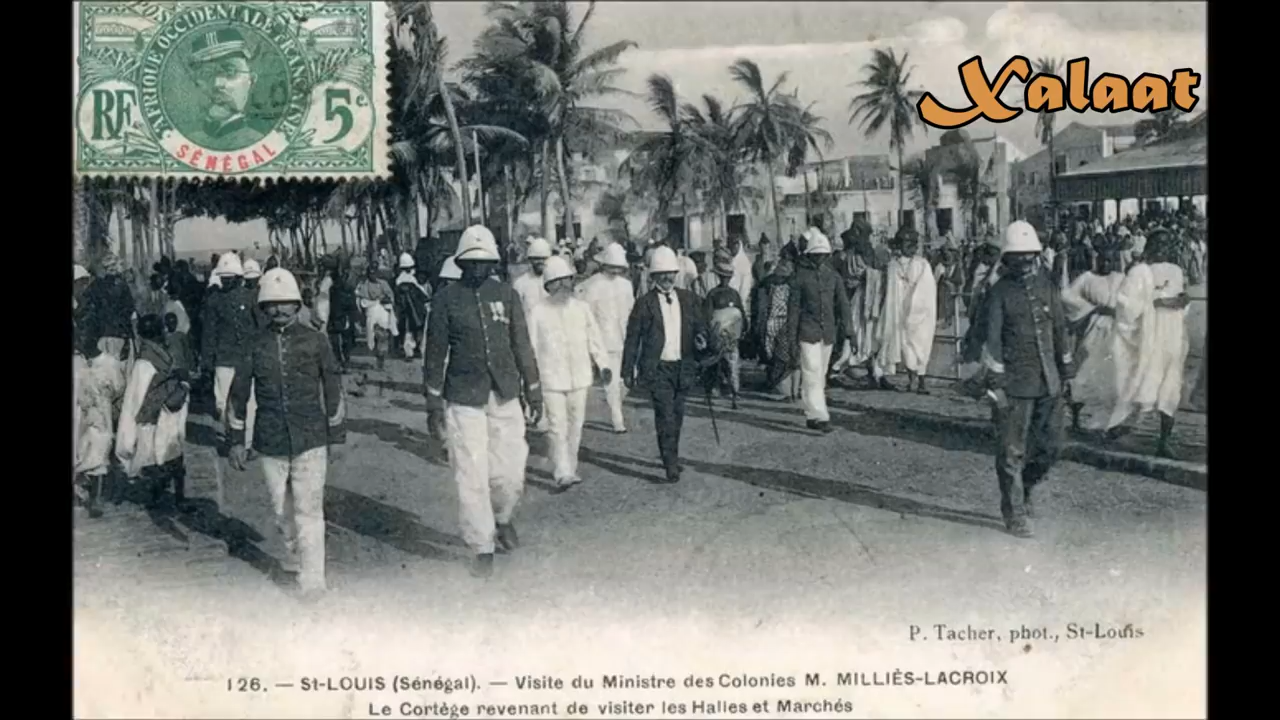 AFRIQUE OCCIDENTALE FRANÇAISE
RF
5c
SÉNÉGAL
Xalaat
P. Tacher, phot., St-Louis
126. — St-LOUIS (Sénégal). — Visite du Ministre des Colonies M. MILLIÈS-LACROIX
Le Cortège revenant de visiter les Halles et Marchés